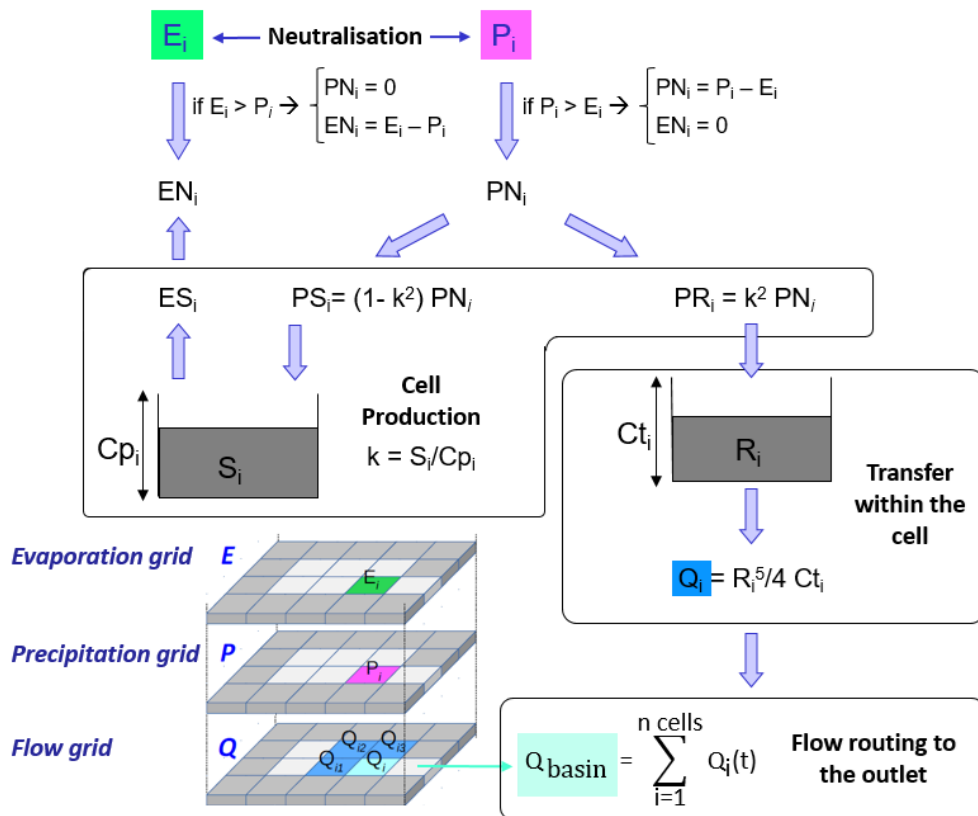 Eᵢ Neutralisation Pᵢ
if Eᵢ > Pᵢ → { PNᵢ = 0
ENᵢ = Eᵢ – Pᵢ
if Pᵢ > Eᵢ → { PNᵢ = Pᵢ – Eᵢ
ENᵢ = 0
ENᵢ
PNᵢ
ESᵢ
PSᵢ= (1- k²) PNᵢ
PRᵢ = k² PNᵢ
Cell
Production
k = Sᵢ/Cpᵢ
Cpᵢ
Sᵢ
Ctᵢ
Rᵢ
Transfer
within the
cell
Qᵢ = Rᵢ⁵/4 Ctᵢ
Evaporation grid E
Eᵢ
Precipitation grid P
Pᵢ
Flow grid Q
Qᵢ₂ Qᵢ₃
Qᵢ₁ Qᵢ
Q basin = n cells ∑ i=1 Qᵢ(t)
Flow routing to
the outlet